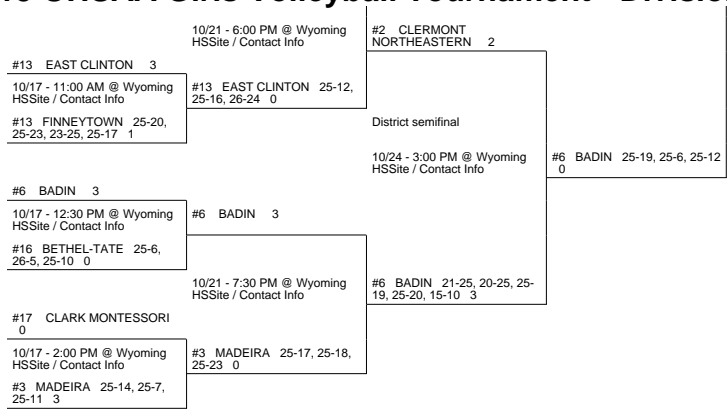 10/21 - 6:00 PM @ Wyoming
HSSite / Contact Info
#2 CLERMONT
NORTHEASTERN 2
#13 EAST CLINTON 3
10/17 - 11:00 AM @ Wyoming
HSSite / Contact Info
#13 EAST CLINTON 25-12,
25-16, 26-24 0
#13 FINNEYTOWN 25-20,
25-23, 23-25, 25-17 1
District semifinal
10/24 - 3:00 PM @ Wyoming
HSSite / Contact Info
#6 BADIN 25-19, 25-6, 25-12
0
#6 BADIN 3
10/17 - 12:30 PM @ Wyoming
HSSite / Contact Info
#6 BADIN 3
#16 BETHEL-TATE 25-6,
26-5, 25-10 0
10/21 - 7:30 PM @ Wyoming
HSSite / Contact Info
#6 BADIN 21-25, 20-25, 25-
19, 25-20, 15-10 3
#17 CLARK MONTESSORI
0
10/17 - 2:00 PM @ Wyoming
HSSite / Contact Info
#3 MADEIRA 25-17, 25-18,
25-23 0
#3 MADEIRA 25-14, 25-7,
25-11 3